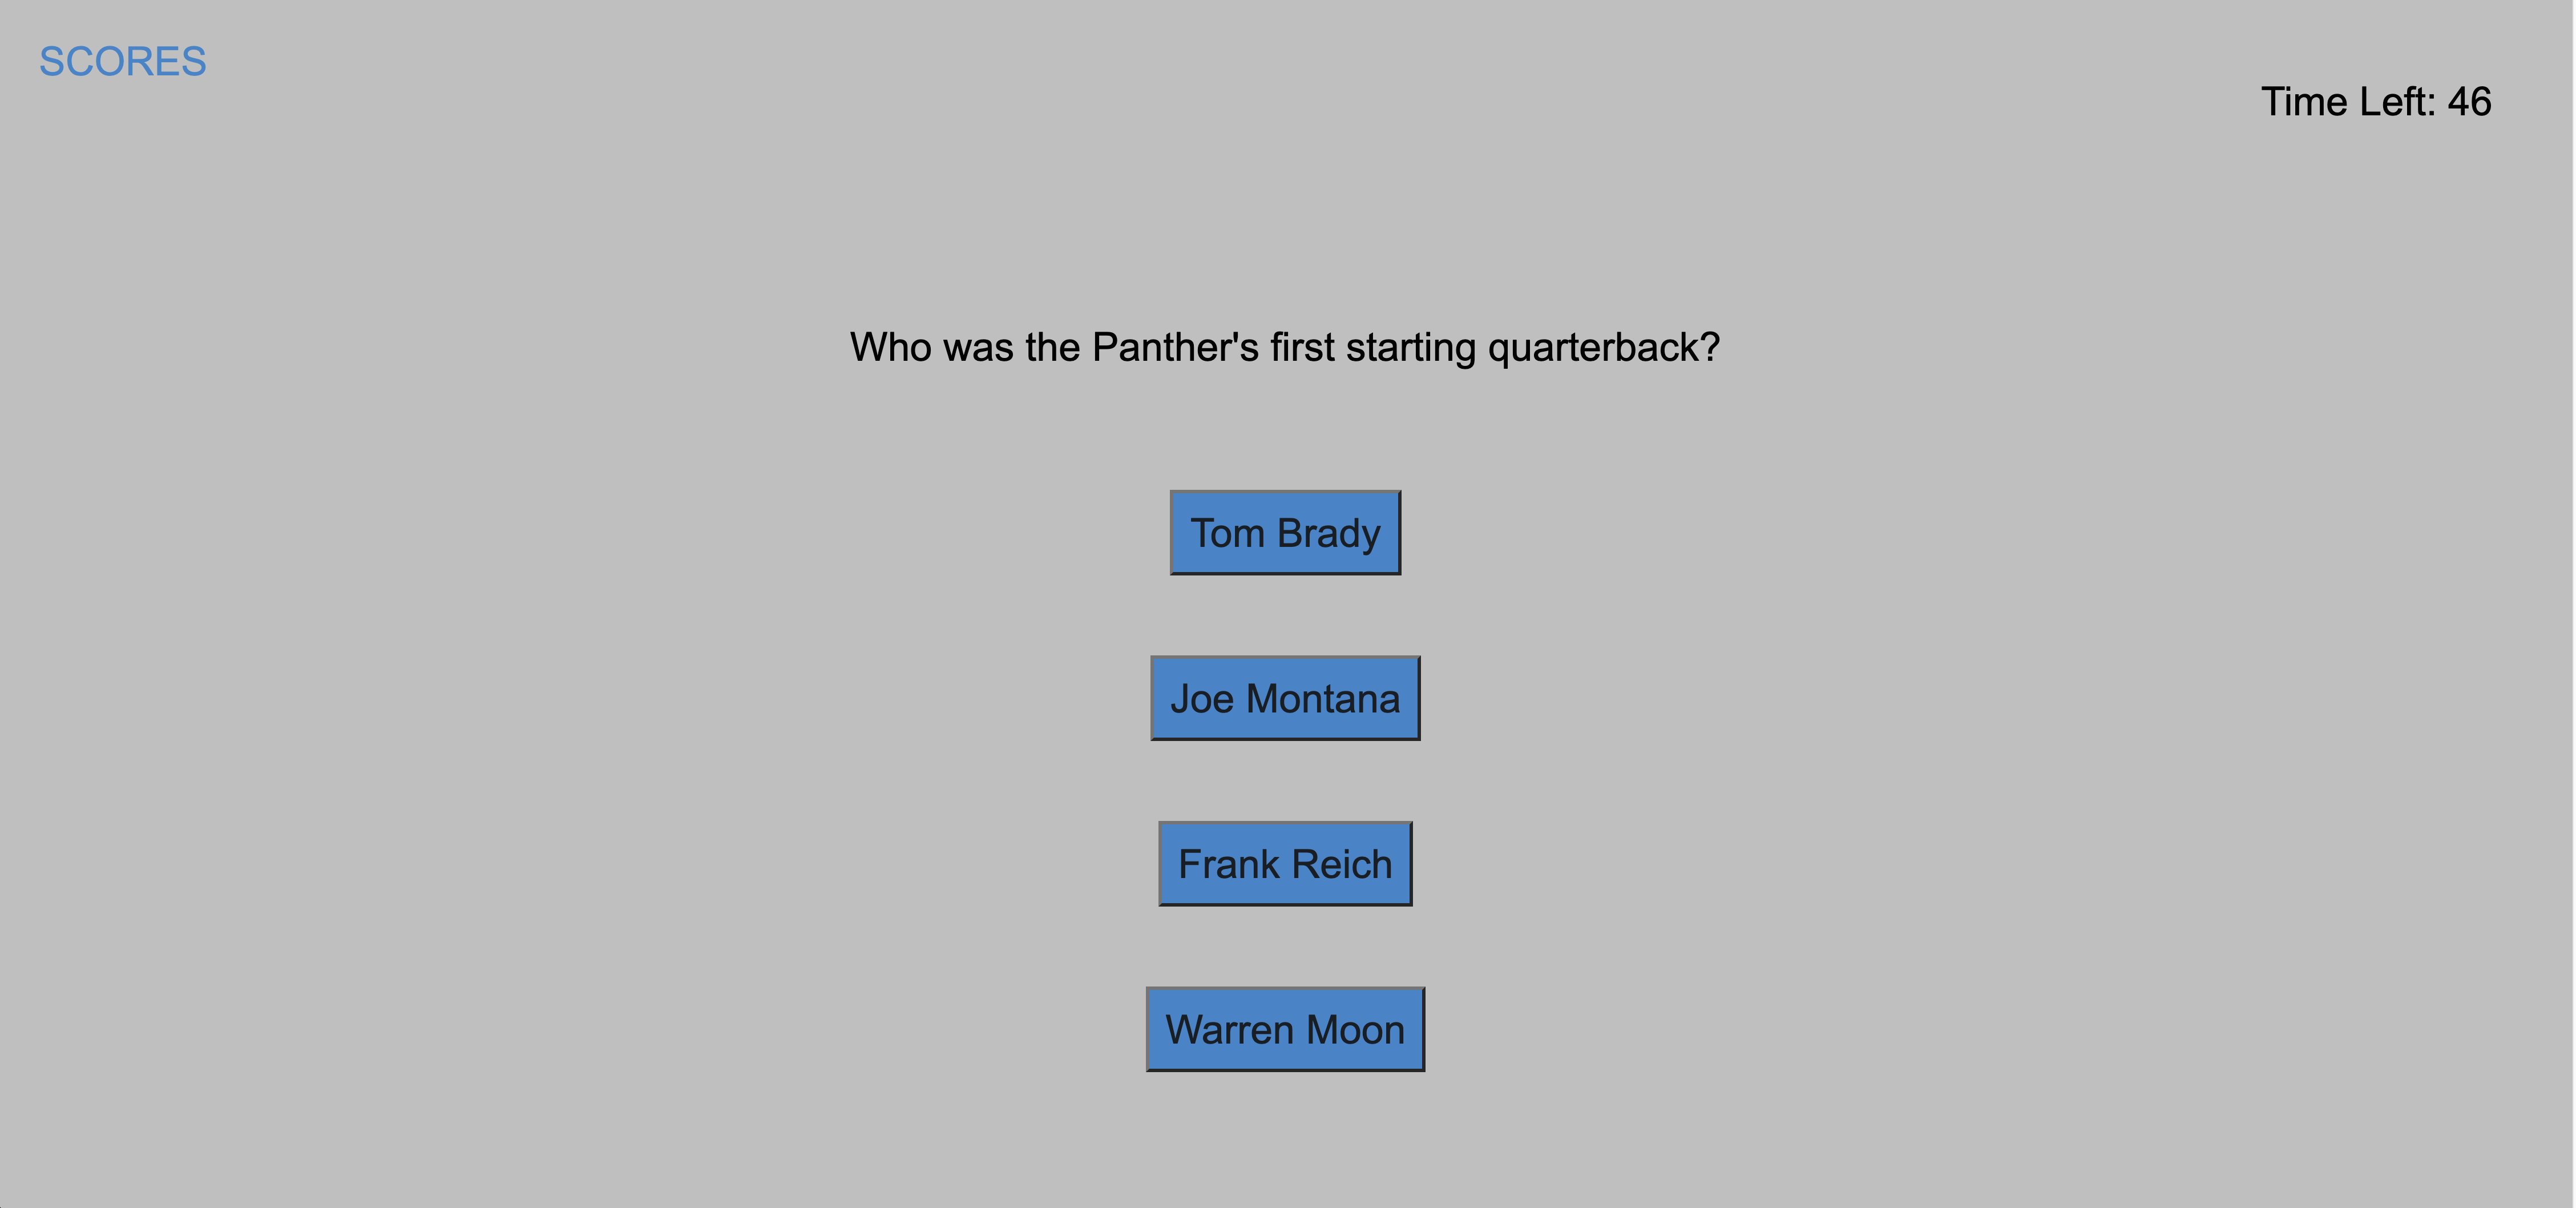 SCORES
Time Left: 46
Who was the Panther's first starting quarterback?
Tom Brady
Joe Montana
Frank Reich
Warren Moon